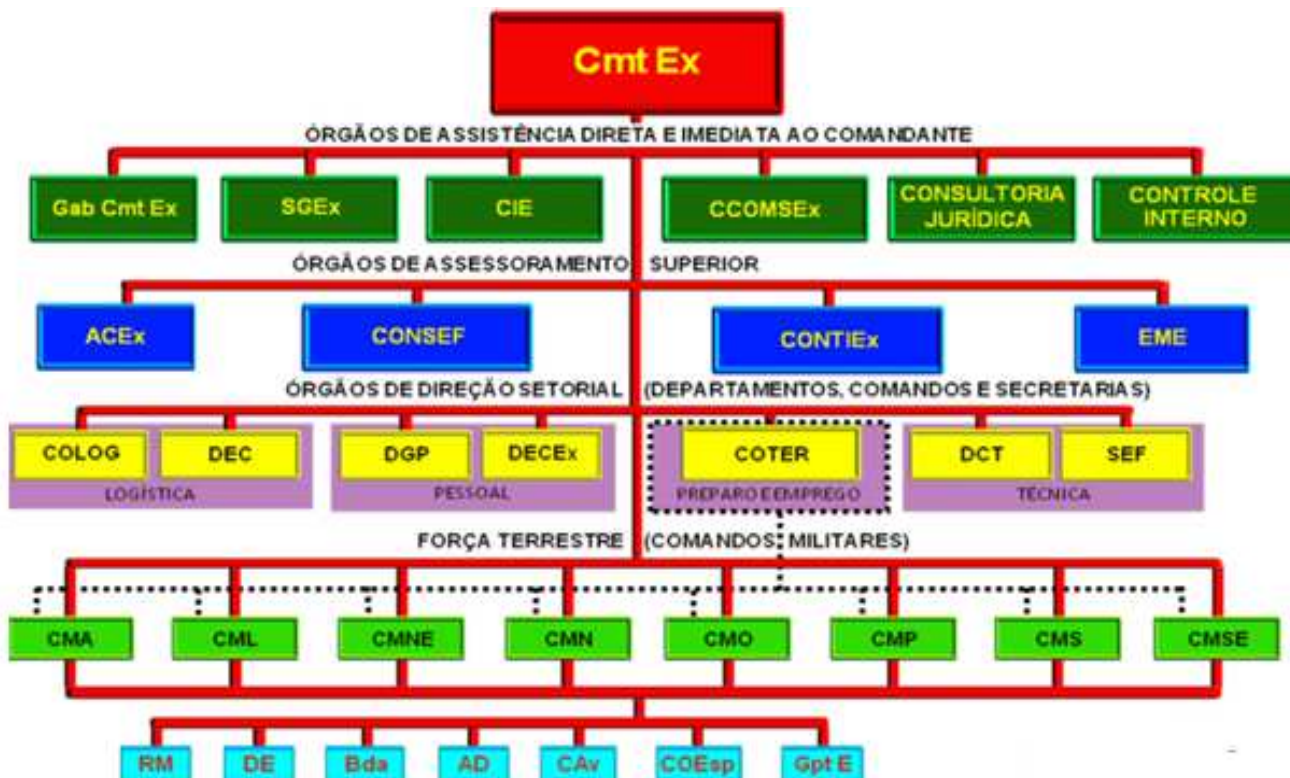 Cmt Ex
ÓRGÃOS DE ASSISTÊNCIA DIRETA E IMEDIATA AO COMANDANTE
Gab Cmt Ex
SGEx
CIE
CCOMSEx
CONSULTORIA
JURÍDICA
CONTROLE
INTERNO
ÓRGÃOS DE ASSESSORAMENTO SUPERIOR
ACEx
CONSEF
CONTIEx
EME
ÓRGÃOS DE DIREÇÃO SETORIAL (DEPARTAMENTOS, COMANDOS E SECRETARIAS)
COLOG
DEC
DGP
DECEx
COTER
DCT
SEF
LOGÍSTICA
PESSOAL
PREPARO E EMPREGO
TÉCNICA
FORÇA TERRESTRE (COMANDOS MILITARES)
CMA
CML
CMNE
CMN
CMO
CMP
CMS
CMSE
RM
DE
Bda
AD
CAv
COEsp
Gpt E